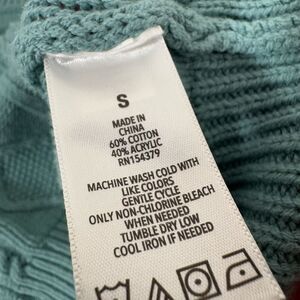 S
MADE IN
CHINA
60% COTTON
40% ACRYLIC
RN154379
MACHINE WASH COLD WITH
LIKE COLORS
GENTLE CYCLE
ONLY NON-CHLORINE BLEACH
WHEN NEEDED
TUMBLE DRY LOW
COOL IRON IF NEEDED